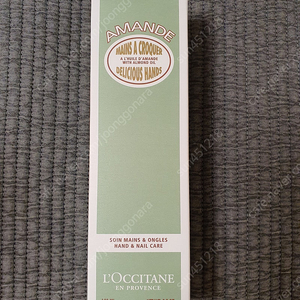 AMANDE
MAINS À CROQUER
À L'HUILE D'AMANDE
WITH ALMOND OIL
DELICIOUS HANDS
SOIN MAINS & ONGLES
HAND & NAIL CARE
L'OCCITANE
EN PROVENCE